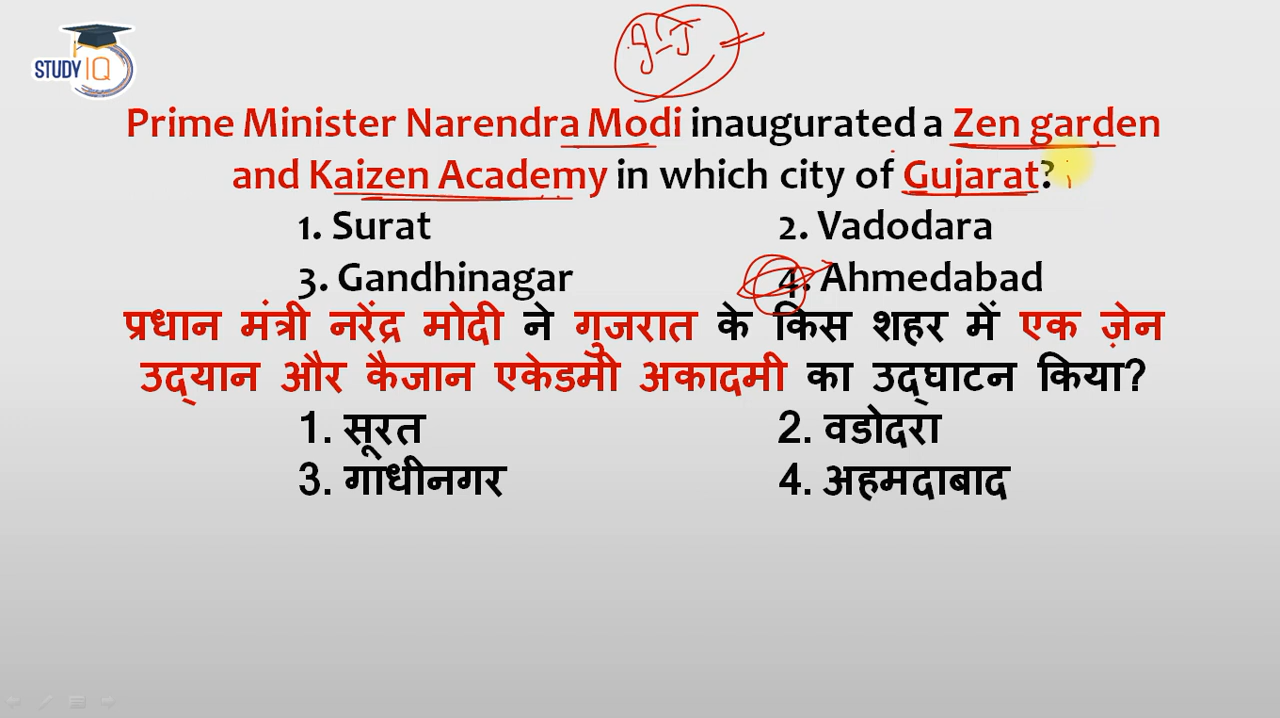 STUDY IQ
J-J
Prime Minister Narendra Modi inaugurated a Zen garden
and Kaizen Academy in which city of Gujarat?
1. Surat 2. Vadodara
3. Gandhinagar 4. Ahmedabad
प्रधान मंत्री नरेंद्र मोदी ने गुजरात के किस शहर में एक ज़ेन
उद्यान और कैजान एकेडमी अकादमी का उद्घाटन किया?
1. सूरत 2. वडोदरा
3. गाधीनगर 4. अहमदाबाद